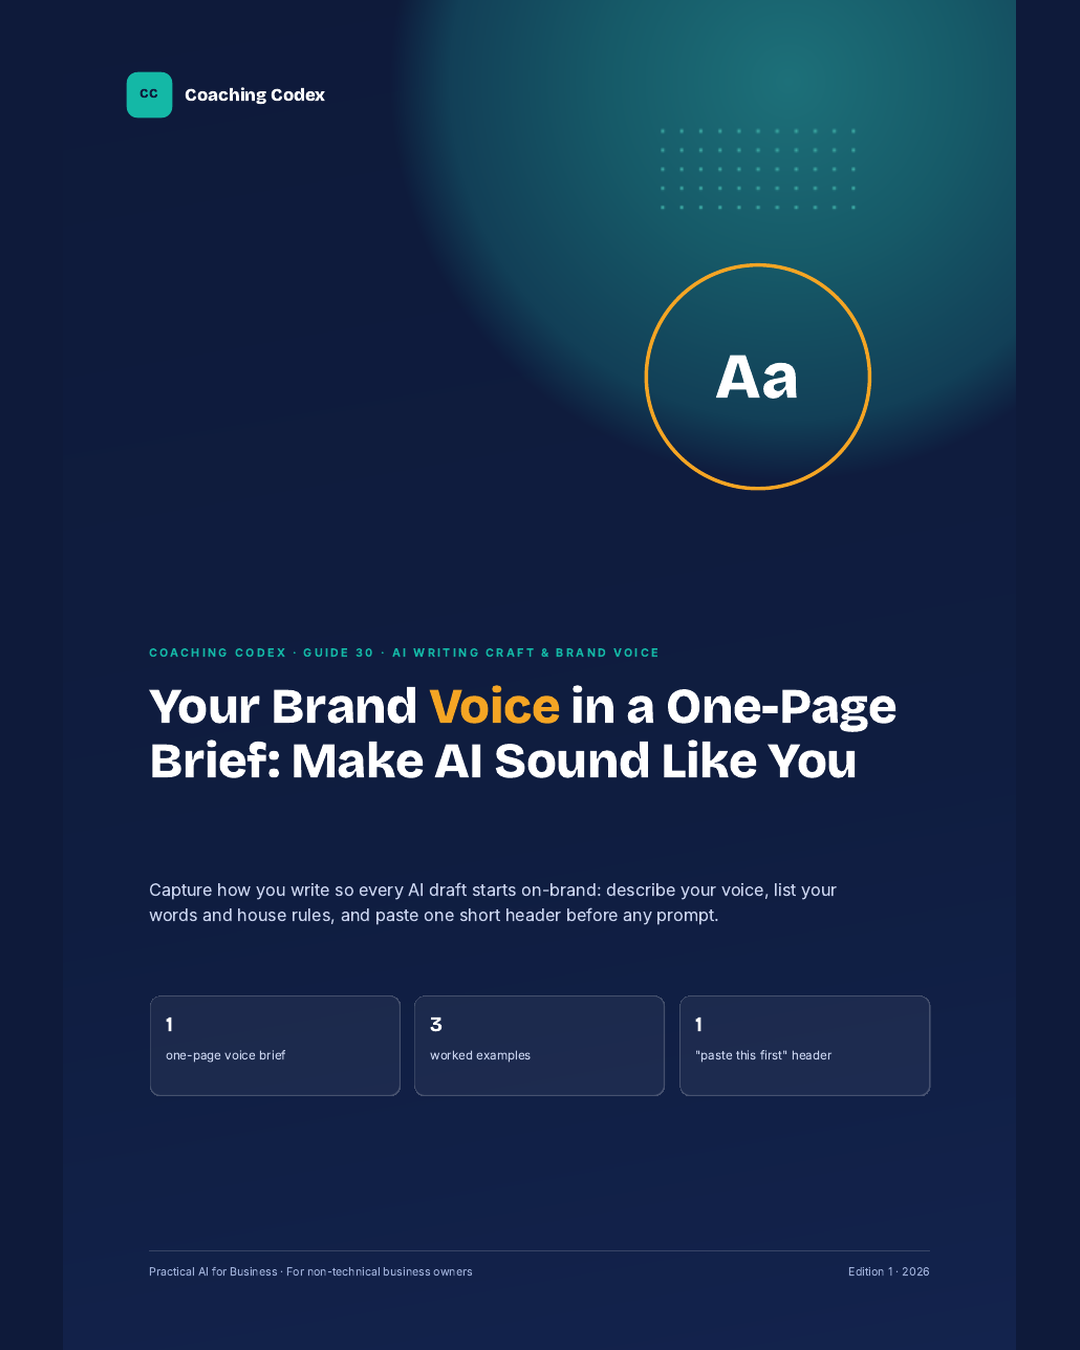 CC
Coaching Codex
Aa
COACHING CODEX · GUIDE 30 · AI WRITING CRAFT & BRAND VOICE
Your Brand Voice in a One-Page
Brief: Make AI Sound Like You
Capture how you write so every AI draft starts on-brand: describe your voice, list your
words and house rules, and paste one short header before any prompt.
1
one-page voice brief
3
worked examples
1
"paste this first" header
Practical AI for Business · For non-technical business owners
Edition 1 · 2026